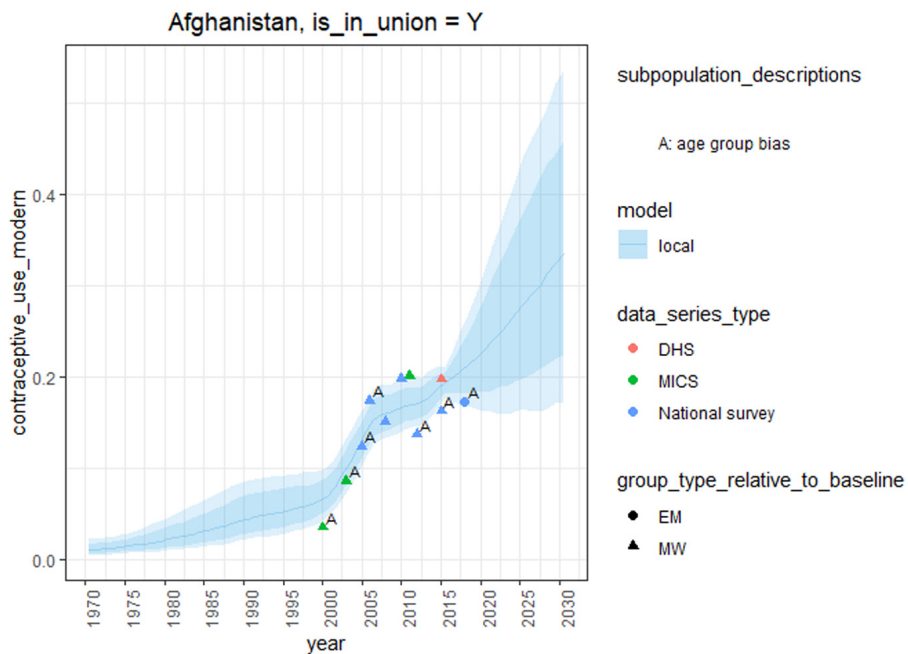 Afghanistan, is_in_union = Y
contraceptive_use_modern
0.4
0.2
0.0
A
A
A
A
A
A
A
1970
1975
1980
1985
1990
1995
2000
2005
2010
2015
2020
2025
2030
year
subpopulation_descriptions
A: age group bias
model
local
data_series_type
DHS
MICS
National survey
group_type_relative_to_baseline
EM
MW